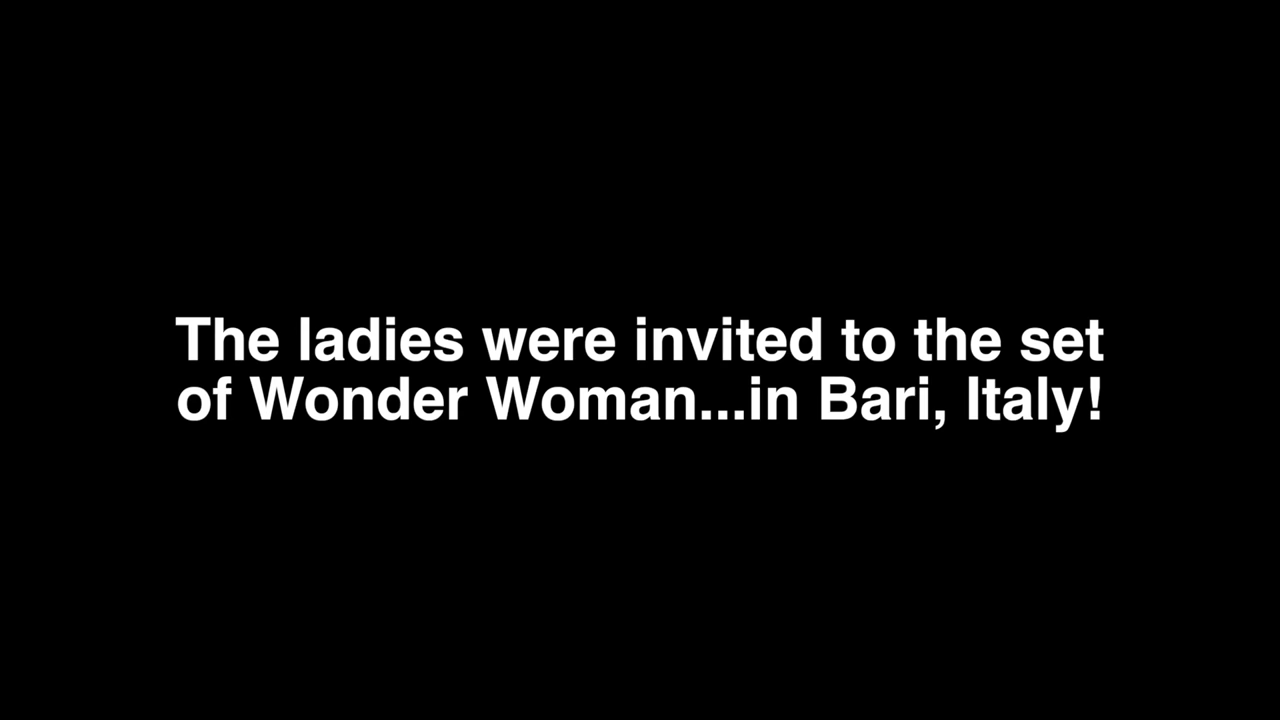 The ladies were invited to the set
of Wonder Woman...in Bari, Italy!